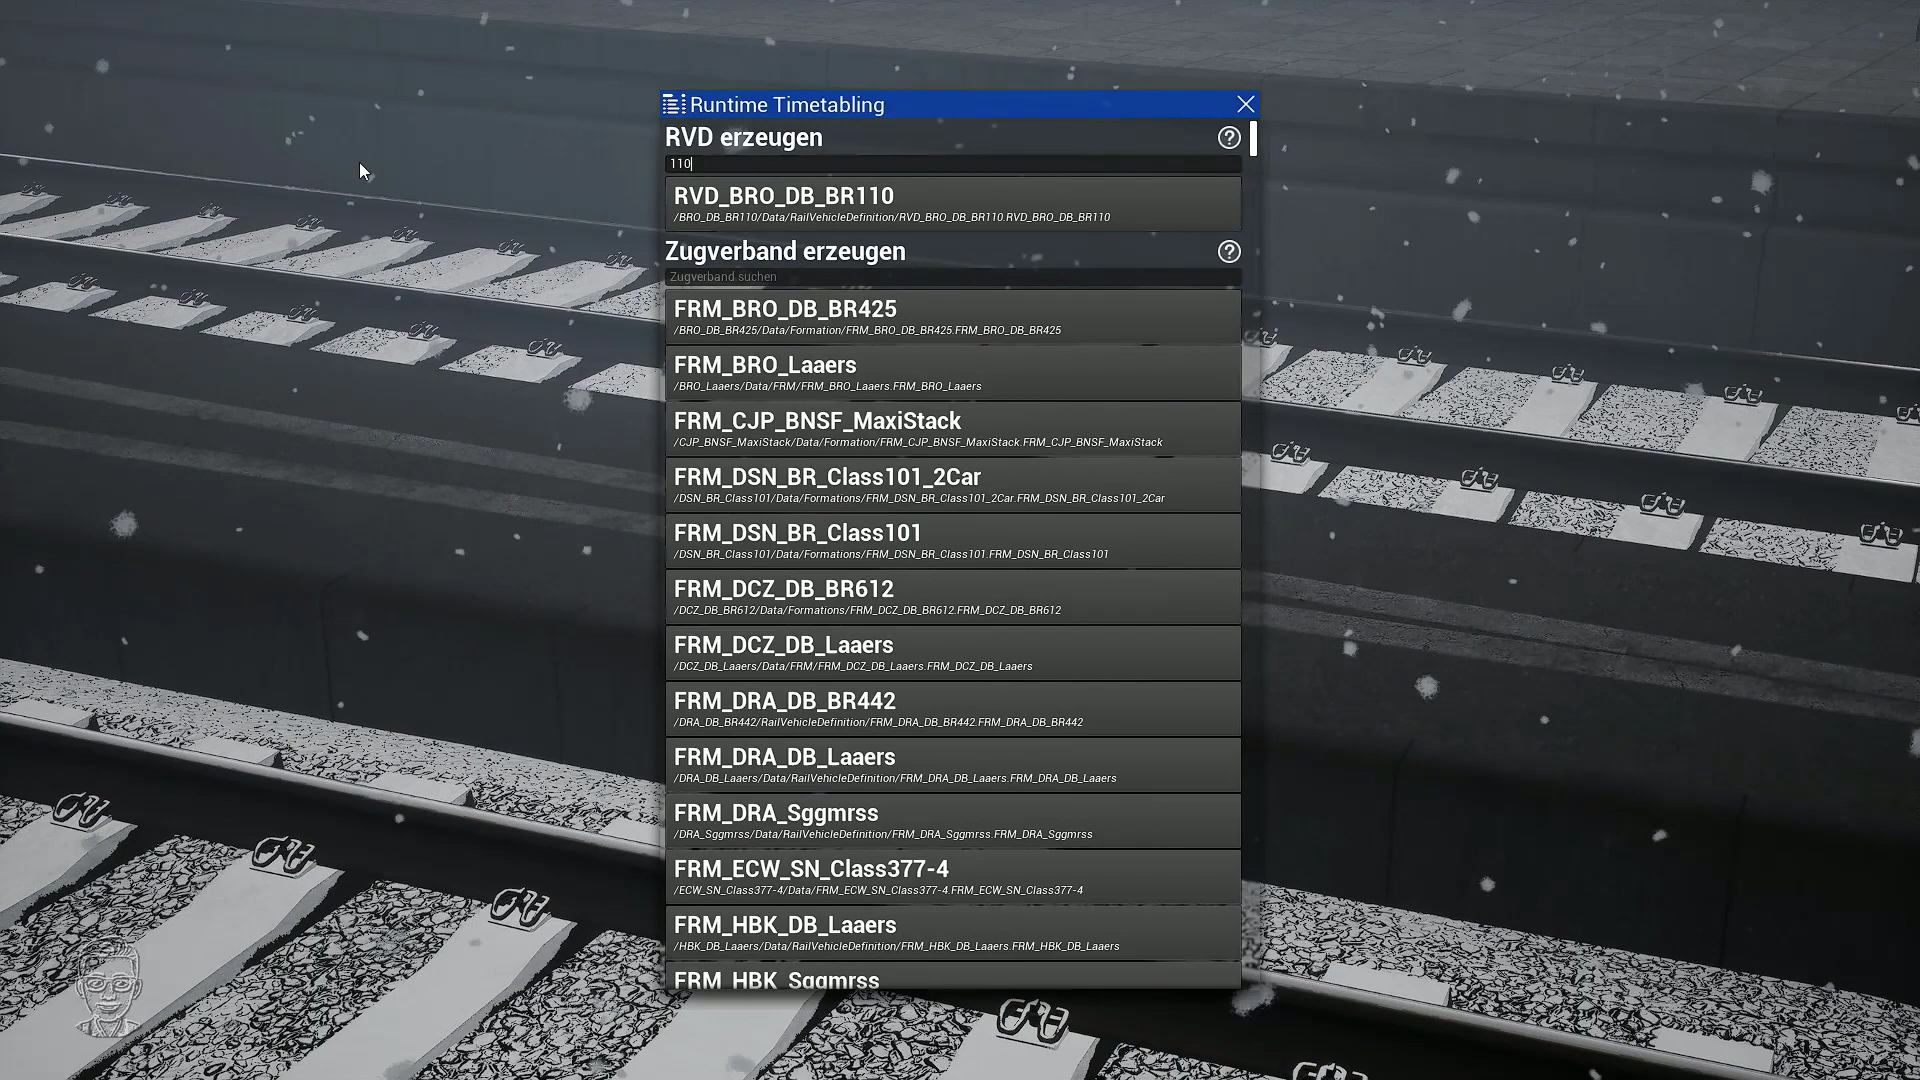 Runtime Timetabling
RVD erzeugen
110
RVD_BRO_DB_BR110
/BRO_DB_BR110/Data/RailVehicleDefinition/RVD_BRO_DB_BR110.RVD_BRO_DB_BR110
Zugverband erzeugen
Zugverband suchen
FRM_BRO_DB_BR425
/BRO_DB_BR425/Data/Formation/FRM_BRO_DB_BR425.FRM_BRO_DB_BR425
FRM_BRO_Laaers
/BRO_Laaers/Data/FRM/FRM_BRO_Laaers.FRM_BRO_Laaers
FRM_CJP_BNSF_MaxiStack
/CJP_BNSF_MaxiStack/Data/Formation/FRM_CJP_BNSF_MaxiStack.FRM_CJP_BNSF_MaxiStack
FRM_DSN_BR_Class101_2Car
/DSN_BR_Class101/Data/Formations/FRM_DSN_BR_Class101_2Car.FRM_DSN_BR_Class101_2Car
FRM_DSN_BR_Class101
/DSN_BR_Class101/Data/Formations/FRM_DSN_BR_Class101.FRM_DSN_BR_Class101
FRM_DCZ_DB_BR612
/DCZ_DB_BR612/Data/Formations/FRM_DCZ_DB_BR612.FRM_DCZ_DB_BR612
FRM_DCZ_DB_Laaers
/DCZ_DB_Laaers/Data/FRM/FRM_DCZ_DB_Laaers.FRM_DCZ_DB_Laaers
FRM_DRA_DB_BR442
/DRA_DB_BR442/RailVehicleDefinition/FRM_DRA_DB_BR442.FRM_DRA_DB_BR442
FRM_DRA_DB_Laaers
/DRA_DB_Laaers/Data/RailVehicleDefinition/FRM_DRA_DB_Laaers.FRM_DRA_DB_Laaers
FRM_DRA_Sggmrss
/DRA_Sggmrss/Data/RailVehicleDefinition/FRM_DRA_Sggmrss.FRM_DRA_Sggmrss
FRM_ECW_SN_Class377-4
/ECW_SN_Class377-4/Data/FRM_ECW_SN_Class377-4.FRM_ECW_SN_Class377-4
FRM_HBK_DB_Laaers
/HBK_DB_Laaers/Data/RailVehicleDefinition/FRM_HBK_DB_Laaers.FRM_HBK_DB_Laaers
FRM_HBK_Sggmrss